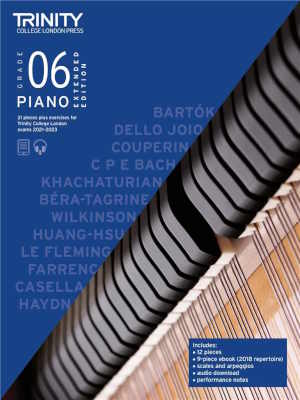 TRINITY
COLLEGE LONDON PRESS
GRADE
06
PIANO
EXTENDED
EDITION
21 pieces plus exercises for
Trinity College London
exams 2021-2023
BARTÓK
DELLO JOIO
COUPERIN
C P E BACH
KHACHATURIAN
BÉRA-TAGRINE
WILKINSON
HUANG-HSU
LE FLEMING
FARRENC
CASELLA
HAYDN
Includes:
• 12 pieces
• 9-piece ebook (2018 repertoire)
• scales and arpeggios
• audio download
• performance notes